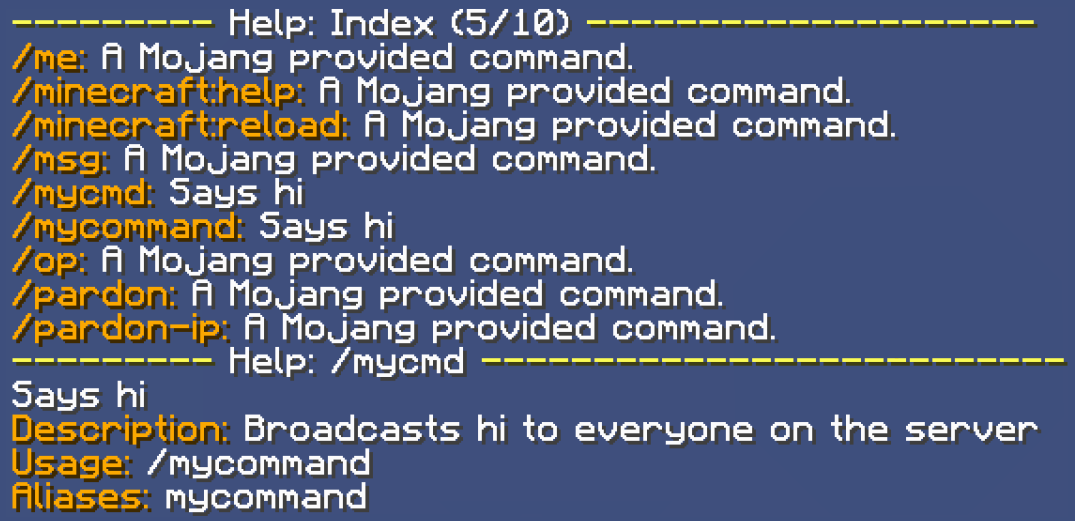 --------- Help: Index (5/10) --------------------
/me: A Mojang provided command.
/minecraft:help: A Mojang provided command.
/minecraft:reload: A Mojang provided command.
/msg: A Mojang provided command.
/mycmd: Says hi
/mycommand: Says hi
/op: A Mojang provided command.
/pardon: A Mojang provided command.
/pardon-ip: A Mojang provided command.
--------- Help: /mycmd --------------------------
Says hi
Description: Broadcasts hi to everyone on the server
Usage: /mycommand
Aliases: mycommand